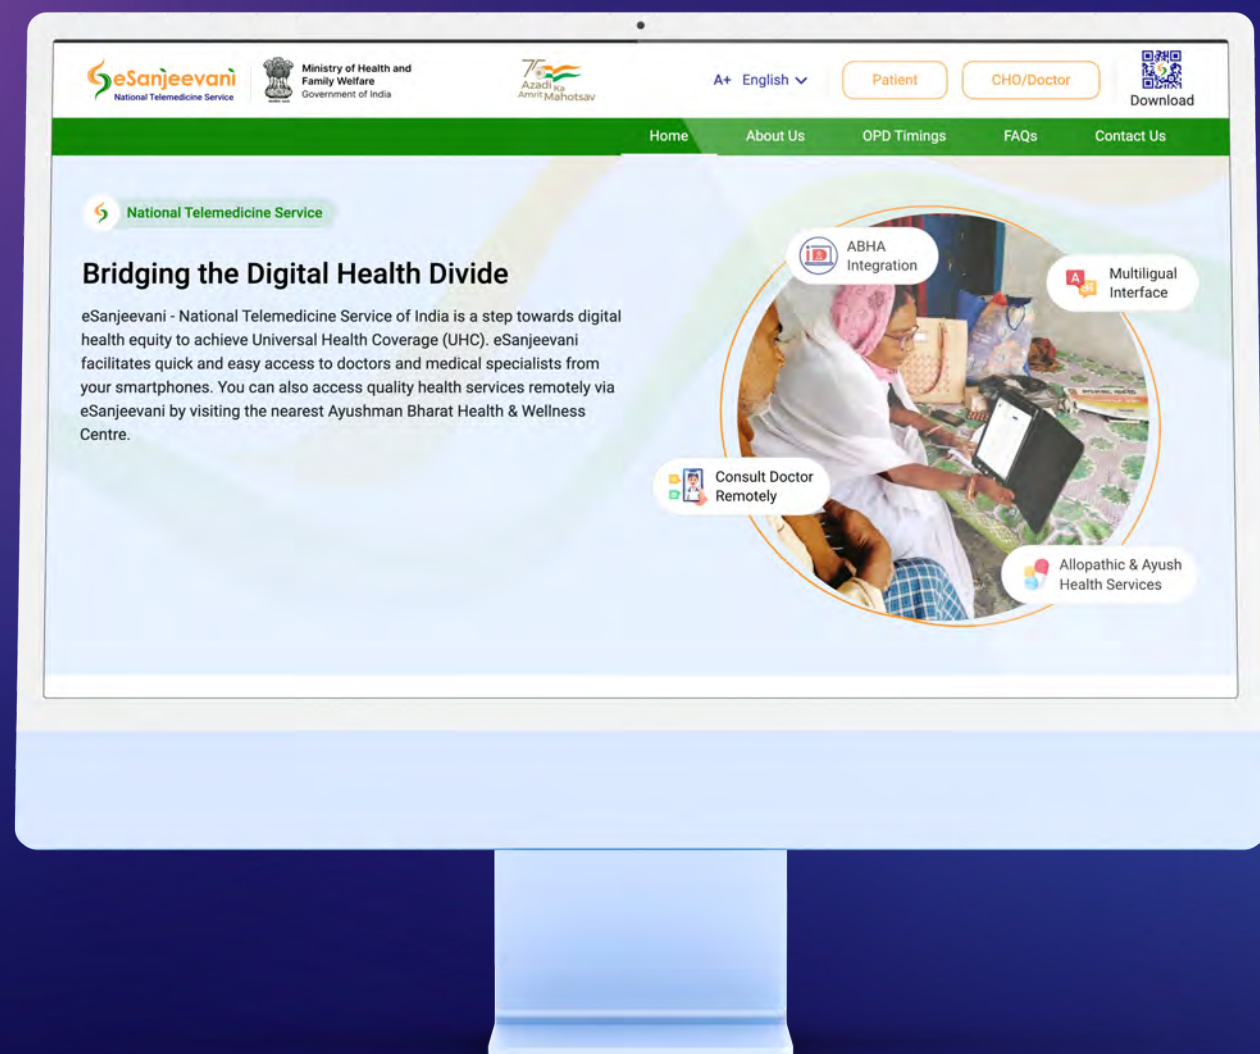 eSanjeevani
National Telemedicine Service
Ministry of Health and
Family Welfare
Government of India
75
Azadi Ka
Amrit Mahotsav
A+ English
Patient
CHO/Doctor
Download
Home About Us OPD Timings FAQs Contact Us
National Telemedicine Service
Bridging the Digital Health Divide
eSanjeevani - National Telemedicine Service of India is a step towards digital
health equity to achieve Universal Health Coverage (UHC). eSanjeevani
facilitates quick and easy access to doctors and medical specialists from
your smartphones. You can also access quality health services remotely via
eSanjeevani by visiting the nearest Ayushman Bharat Health & Wellness
Centre.
ABHA
Integration
Multiligual
Interface
Consult Doctor
Remotely
Allopathic & Ayush
Health Services